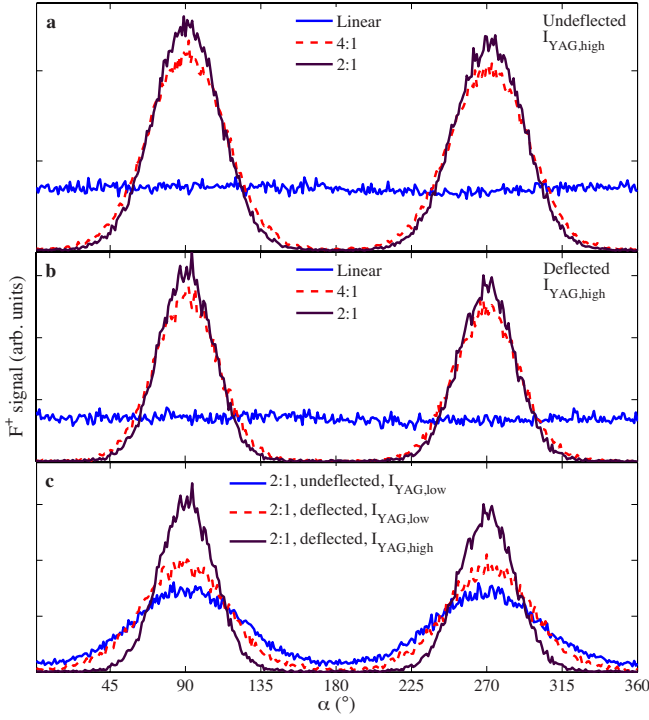 a
Linear
4:1
2:1
Undeflected
I_YAG,high
b
Linear
4:1
2:1
Deflected
I_YAG,high
c
2:1, undeflected, I_YAG,low
2:1, deflected, I_YAG,low
2:1, deflected, I_YAG,high
F⁺ signal (arb. units)
45 90 135 180 225 270 315 360
α (°)